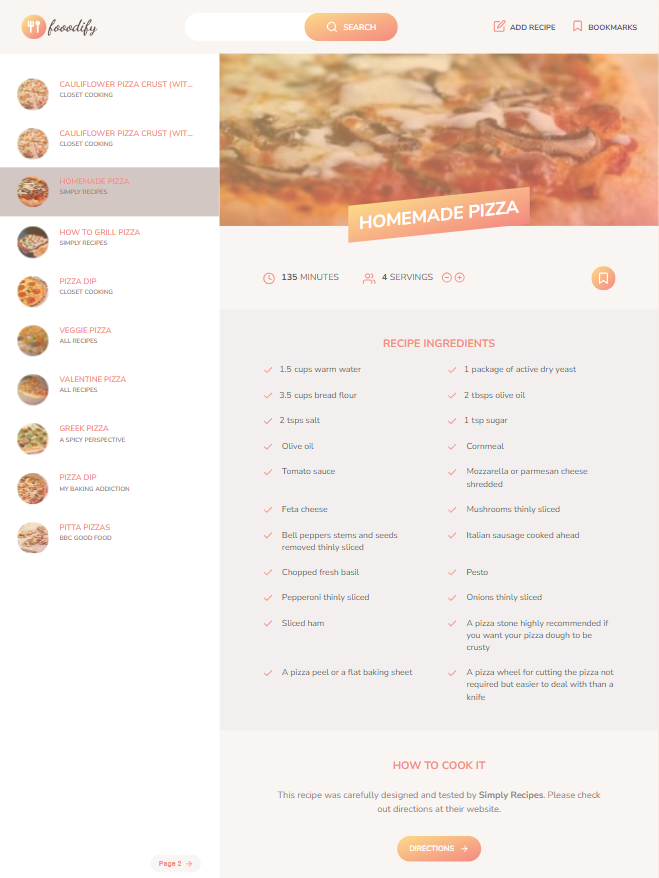 fooodify
SEARCH
ADD RECIPE
BOOKMARKS
CAULIFLOWER PIZZA CRUST (WIT...
CLOSET COOKING
CAULIFLOWER PIZZA CRUST (WIT...
CLOSET COOKING
HOMEMADE PIZZA
SIMPLY RECIPES
HOW TO GRILL PIZZA
SIMPLY RECIPES
PIZZA DIP
CLOSET COOKING
VEGGIE PIZZA
ALL RECIPES
VALENTINE PIZZA
ALL RECIPES
GREEK PIZZA
A SPICY PERSPECTIVE
PIZZA DIP
MY BAKING ADDICTION
PITTA PIZZAS
BBC GOOD FOOD
Page 2
HOMEMADE PIZZA
135 MINUTES
4 SERVINGS
RECIPE INGREDIENTS
1.5 cups warm water
1 package of active dry yeast
3.5 cups bread flour
2 tbsps olive oil
2 tsps salt
1 tsp sugar
Olive oil
Cornmeal
Tomato sauce
Mozzarella or parmesan cheese
shredded
Feta cheese
Mushrooms thinly sliced
Bell peppers stems and seeds
removed thinly sliced
Italian sausage cooked ahead
Chopped fresh basil
Pesto
Pepperoni thinly sliced
Onions thinly sliced
Sliced ham
A pizza stone highly recommended if
you want your pizza dough to be
crusty
A pizza peel or a flat baking sheet
A pizza wheel for cutting the pizza not
required but easier to deal with than a
knife
HOW TO COOK IT
This recipe was carefully designed and tested by Simply Recipes. Please check
out directions at their website.
DIRECTIONS